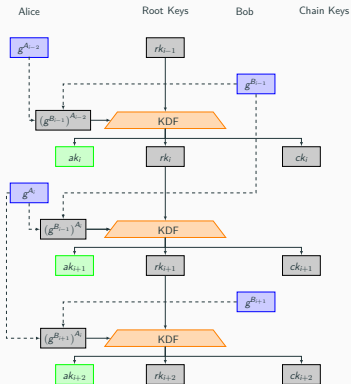 Alice Root Keys Bob Chain Keys
g^{A_{i-2}} rk_{i-1}
g^{B_{i-1}}
(g^{B_{i-1}})^{A_{i-2}} KDF
ak_i rk_i ck_i
g^{A_i}
(g^{B_{i-1}})^{A_i} KDF
ak_{i+1} rk_{i+1} ck_{i+1}
g^{B_{i+1}}
(g^{B_{i+1}})^{A_i} KDF
ak_{i+2} rk_{i+2} ck_{i+2}